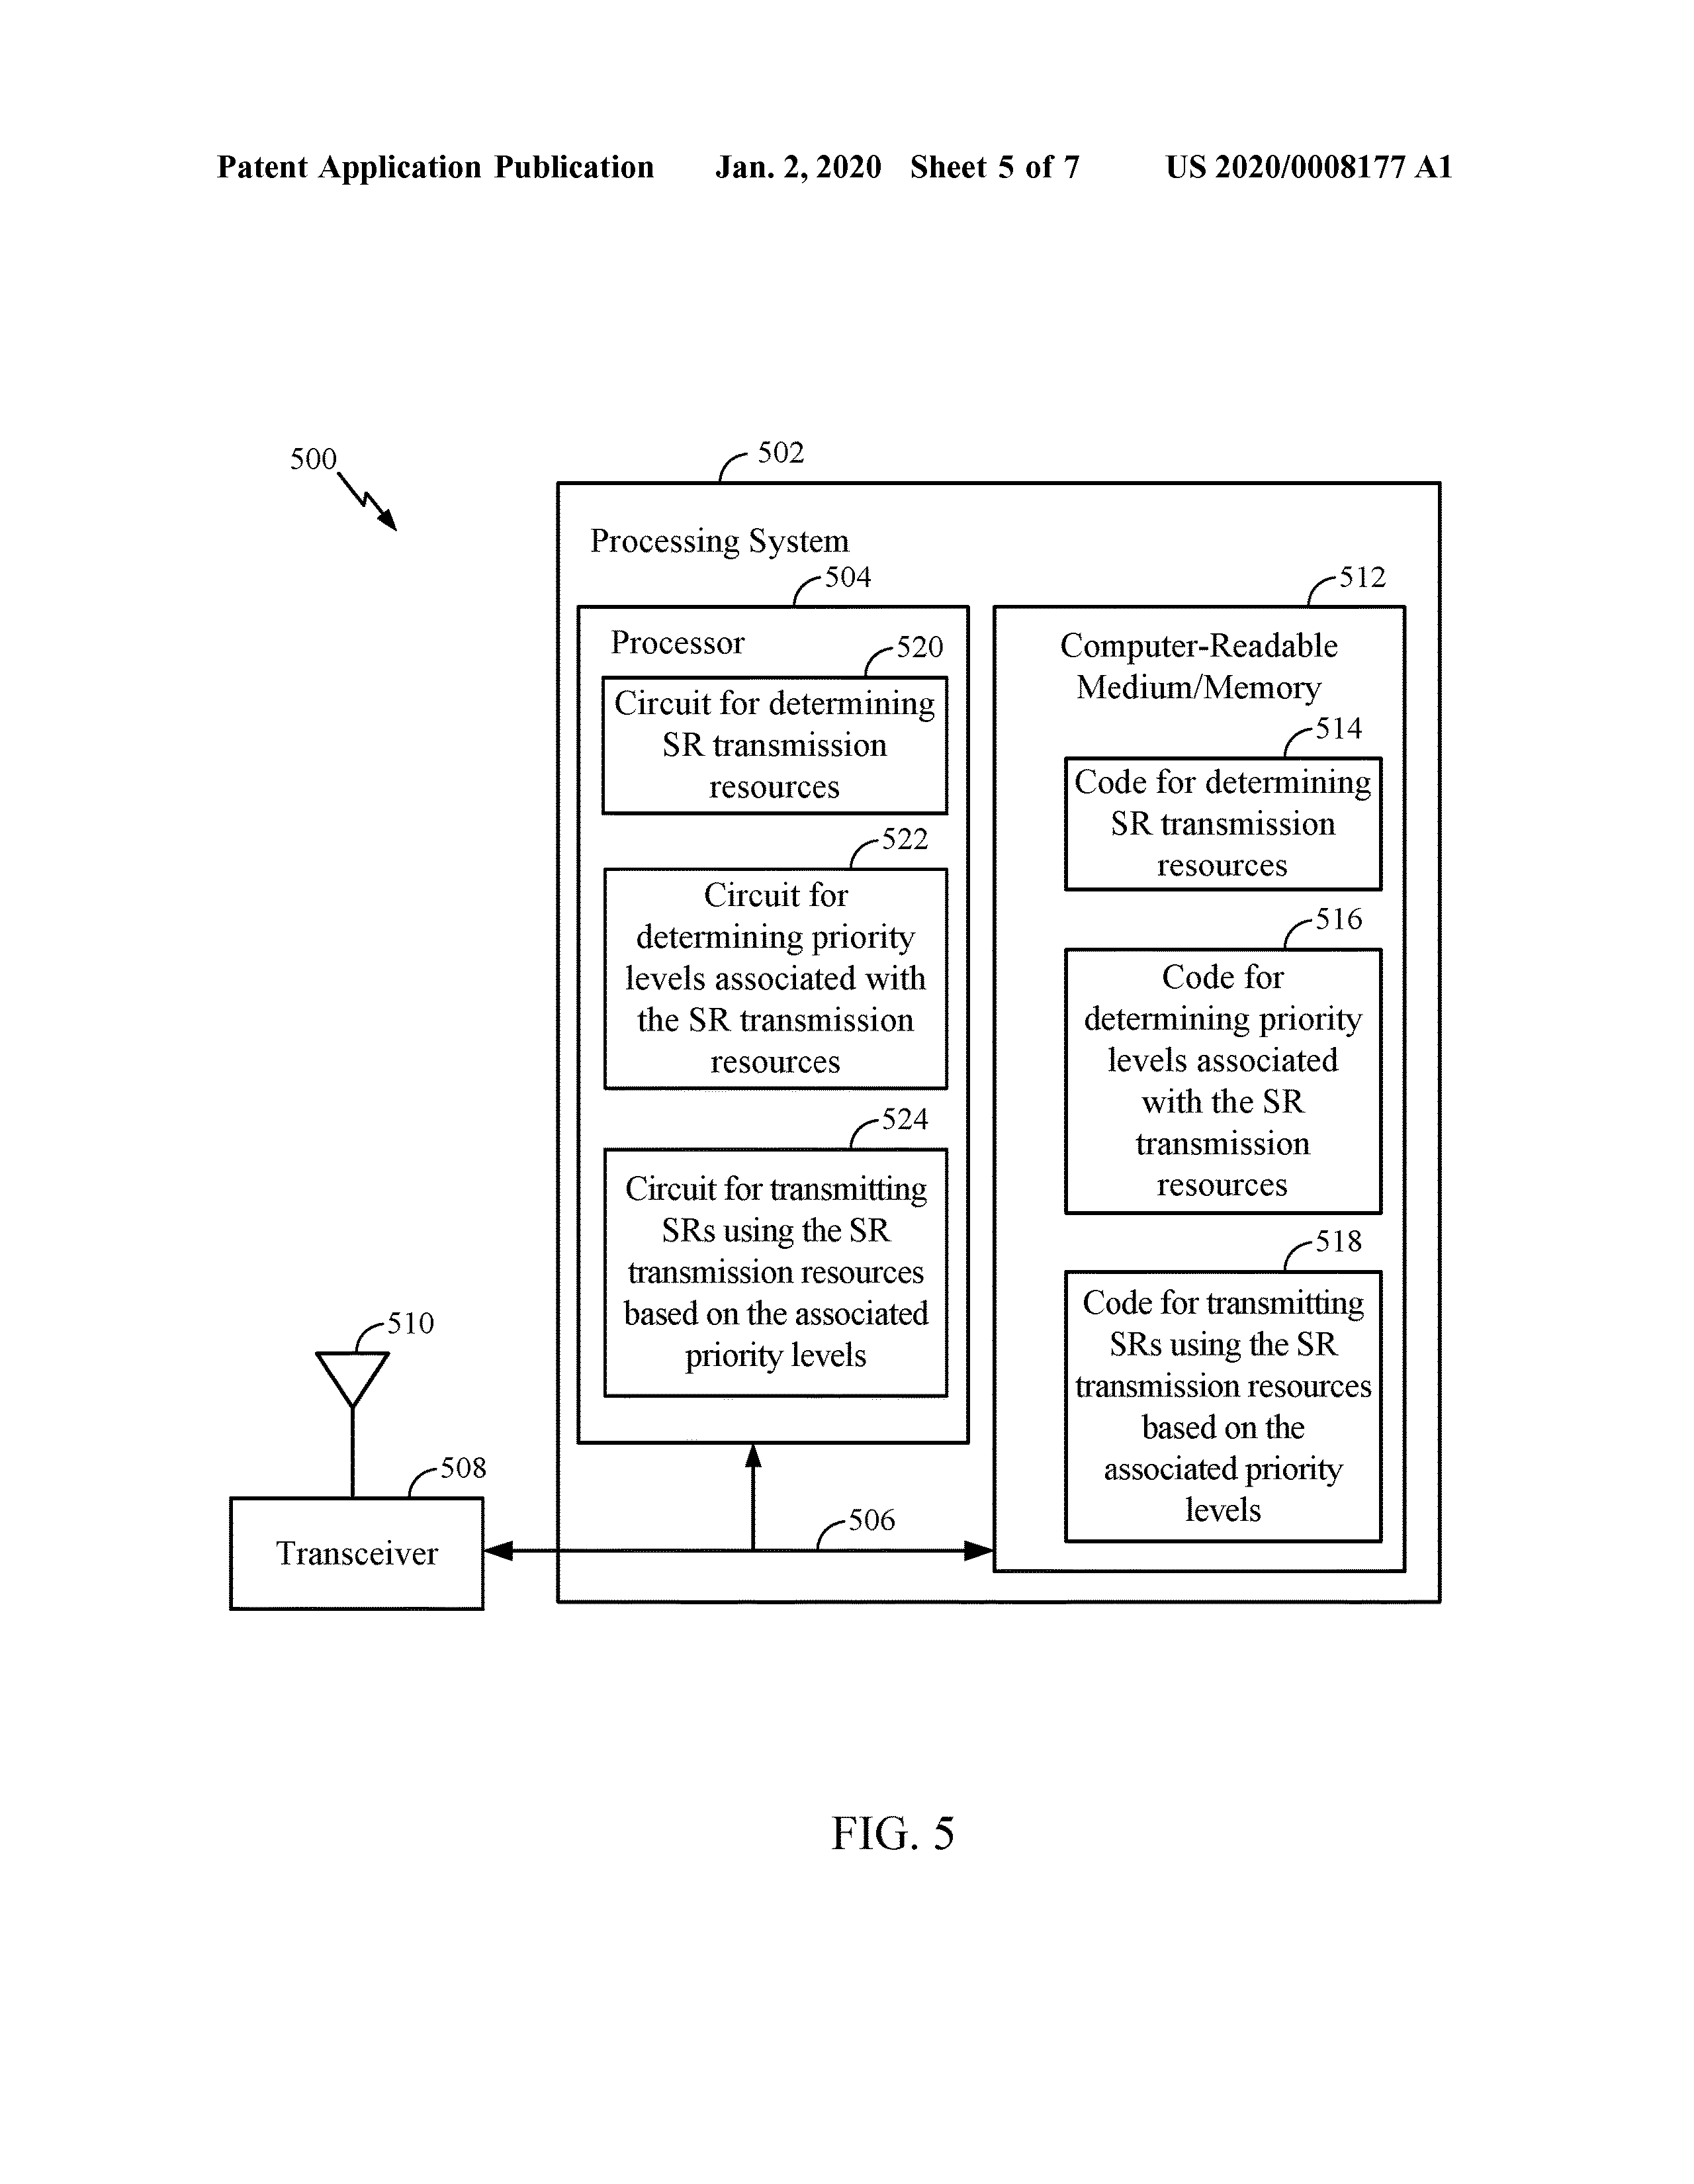 Patent Application Publication Jan. 2, 2020 Sheet 5 of 7 US 2020/0008177 A1
500
502
Processing System
504
Processor
520
Circuit for determining
SR transmission
resources
522
Circuit for
determining priority
levels associated with
the SR transmission
resources
524
Circuit for transmitting
SRs using the SR
transmission resources
based on the associated
priority levels
512
Computer-Readable
Medium/Memory
514
Code for determining
SR transmission
resources
516
Code for
determining priority
levels associated
with the SR
transmission
resources
518
Code for transmitting
SRs using the SR
transmission resources
based on the
associated priority
levels
510
508
Transceiver
506
FIG. 5